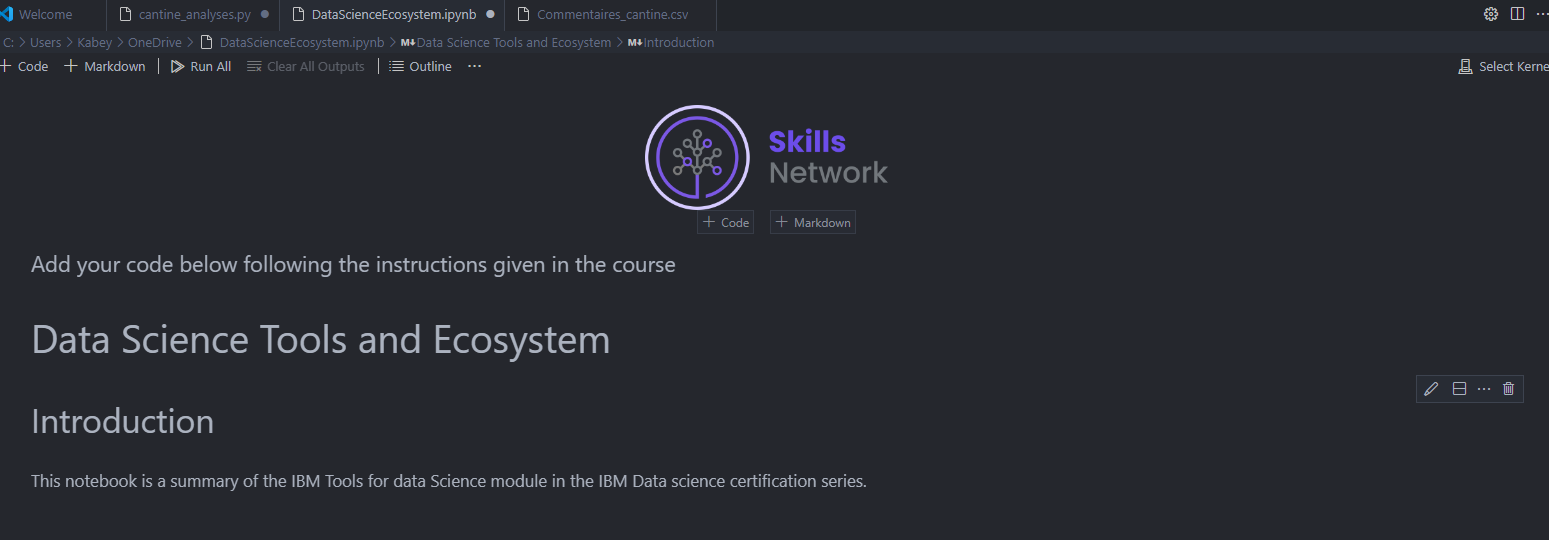 Welcome cantine_analyses.py DataScienceEcosystem.ipynb Commentaires_cantine.csv
C: > Users > Kabey > OneDrive > DataScienceEcosystem.ipynb > M↓Data Science Tools and Ecosystem > M↓Introduction
+ Code + Markdown | Run All Clear All Outputs | Outline ... Select Kerne
Skills
Network
+ Code + Markdown
Add your code below following the instructions given in the course
Data Science Tools and Ecosystem
Introduction
This notebook is a summary of the IBM Tools for data Science module in the IBM Data science certification series.